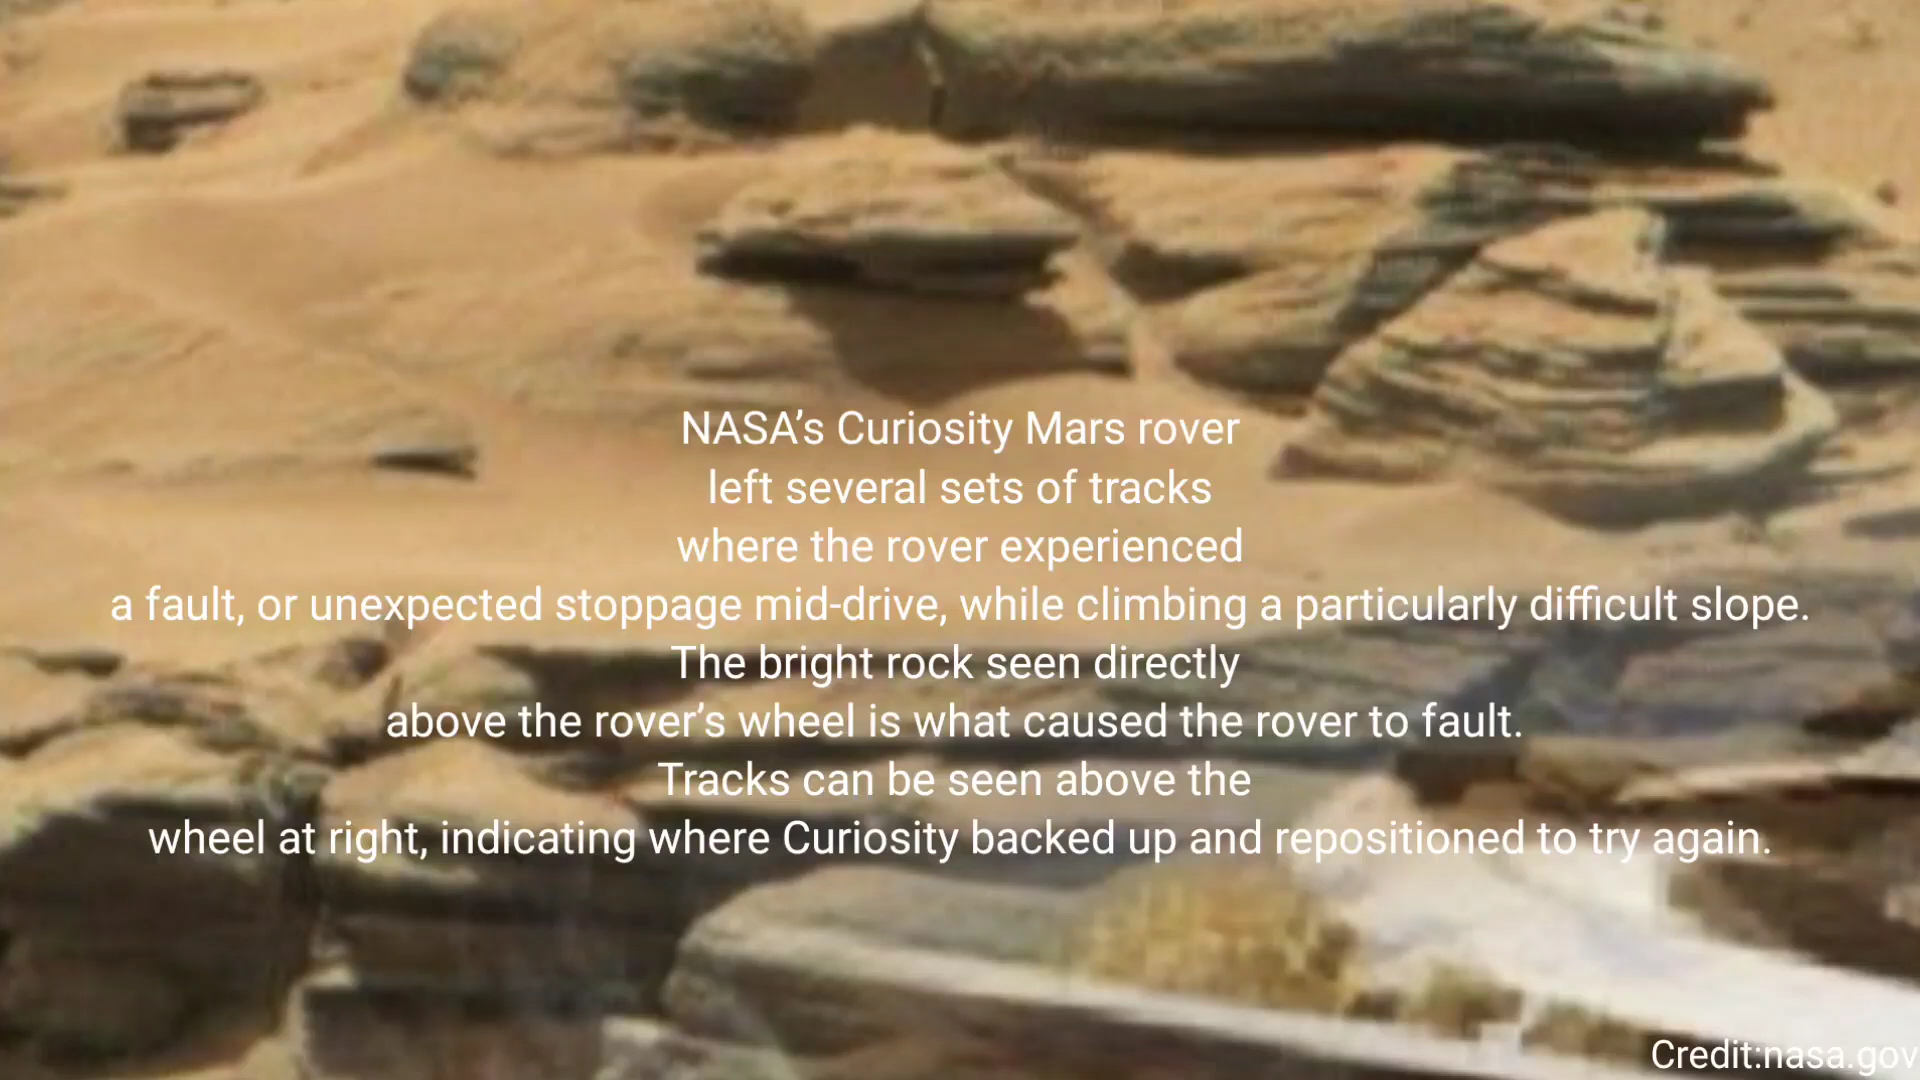 NASA’s Curiosity Mars rover
left several sets of tracks
where the rover experienced
a fault, or unexpected stoppage mid-drive, while climbing a particularly difficult slope.
The bright rock seen directly
above the rover’s wheel is what caused the rover to fault.
Tracks can be seen above the
wheel at right, indicating where Curiosity backed up and repositioned to try again.
Credit:nasa.gov